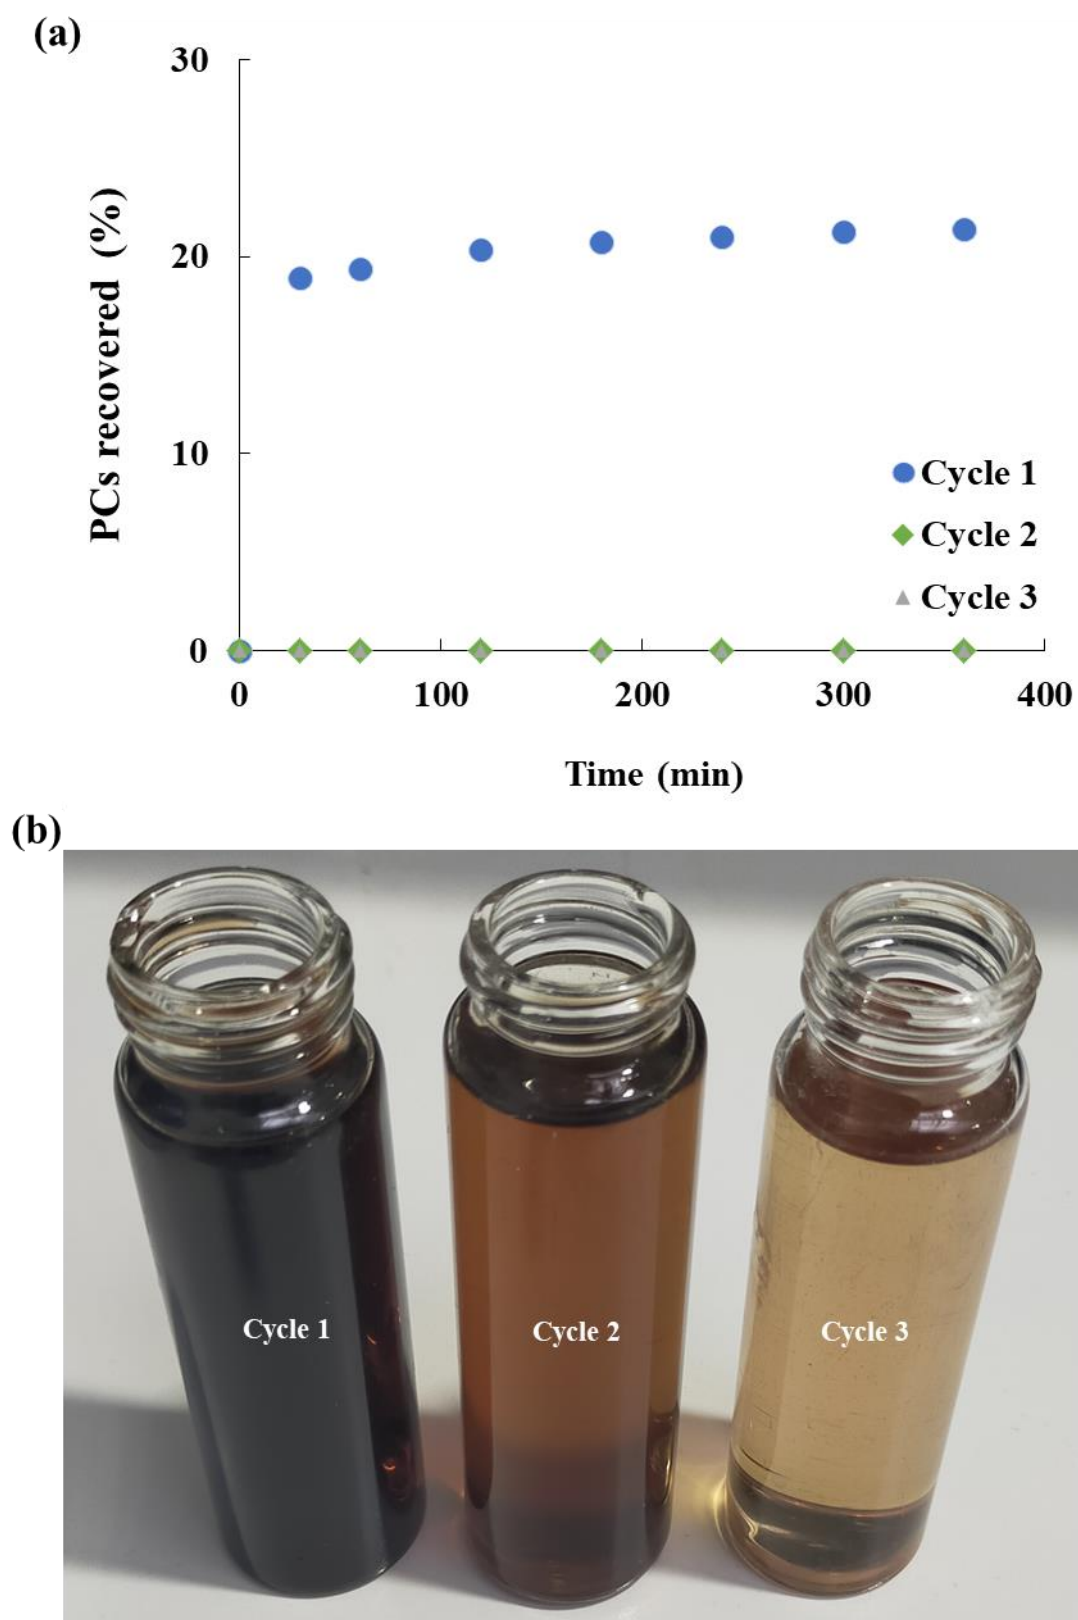 (a)
30
20
10
0
PCs recovered (%)
Cycle 1
Cycle 2
Cycle 3
0 100 200 300 400
Time (min)
(b)
Cycle 1 Cycle 2 Cycle 3